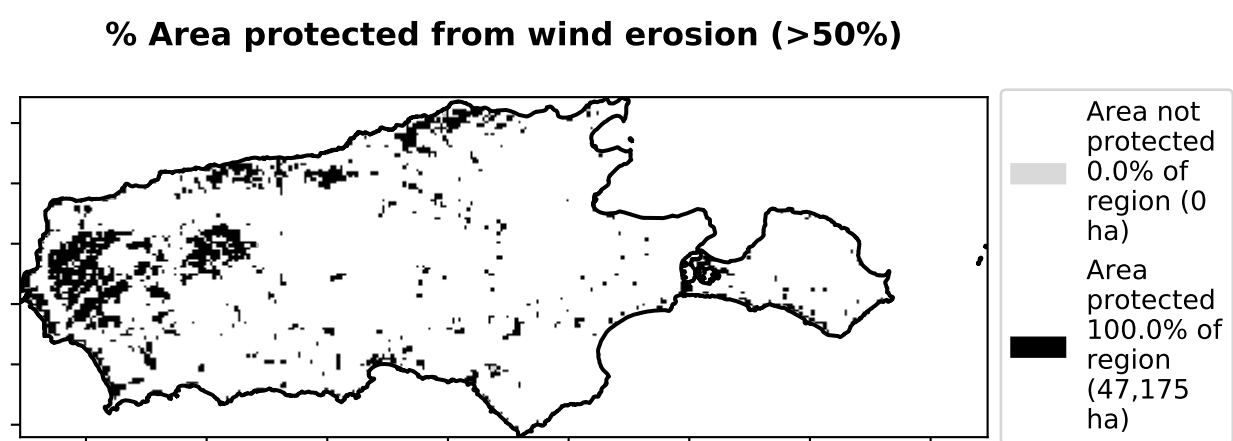 % Area protected from wind erosion (>50%)
Area not
protected
0.0% of
region (0
ha)
Area
protected
100.0% of
region
(47,175
ha)